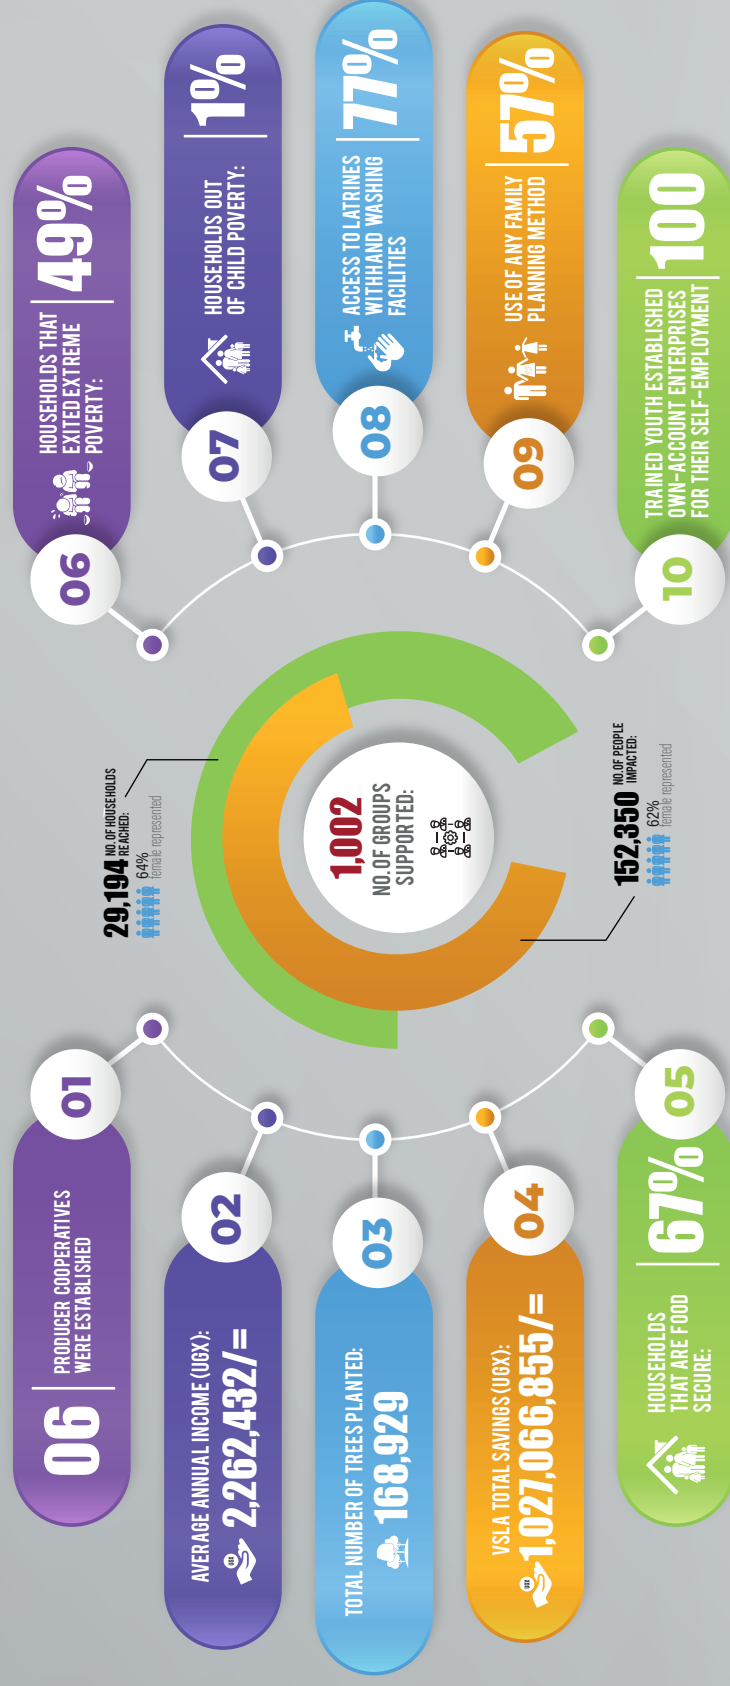 01
06
PRODUCER COOPERATIVES
WERE ESTABLISHED
02
AVERAGE ANNUAL INCOME (UGX):
UGX
2,262,432/=
03
TOTAL NUMBER OF TREES PLANTED:
168,929
04
VSLA TOTAL SAVINGS (UGX):
UGX
1,027,066,855/=
05
HOUSEHOLDS
THAT ARE FOOD
SECURE:
67%
29,194 NO. OF HOUSEHOLDS
REACHED:
64%
female represented
1,002
NO. OF GROUPS
SUPPORTED:
152,350 NO. OF PEOPLE
IMPACTED:
62%
female represented
06
HOUSEHOLDS THAT
EXITED EXTREME
POVERTY:
49%
07
HOUSEHOLDS OUT
OF CHILD POVERTY:
1%
08
ACCESS TO LATRINES
WITHHAND WASHING
FACILITIES
77%
09
USE OF ANY FAMILY
PLANNING METHOD
57%
10
TRAINED YOUTH ESTABLISHED
OWN-ACCOUNT ENTERPRISES
FOR THEIR SELF-EMPLOYMENT
100